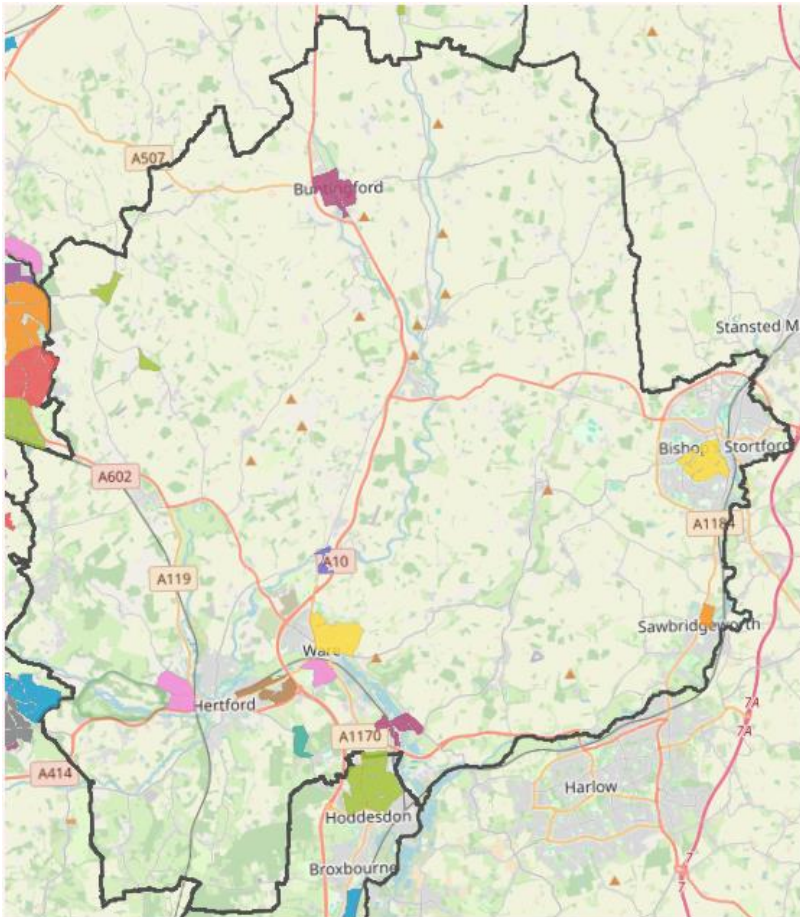 A507
Buntingford
Stansted M
Bishop Stortford
A602
A1184
A10
A119
Sawbridgeworth
Ware
Hertford
A1170
7A
7A
A414
Harlow
Hoddesdon
Broxbourne
7
7